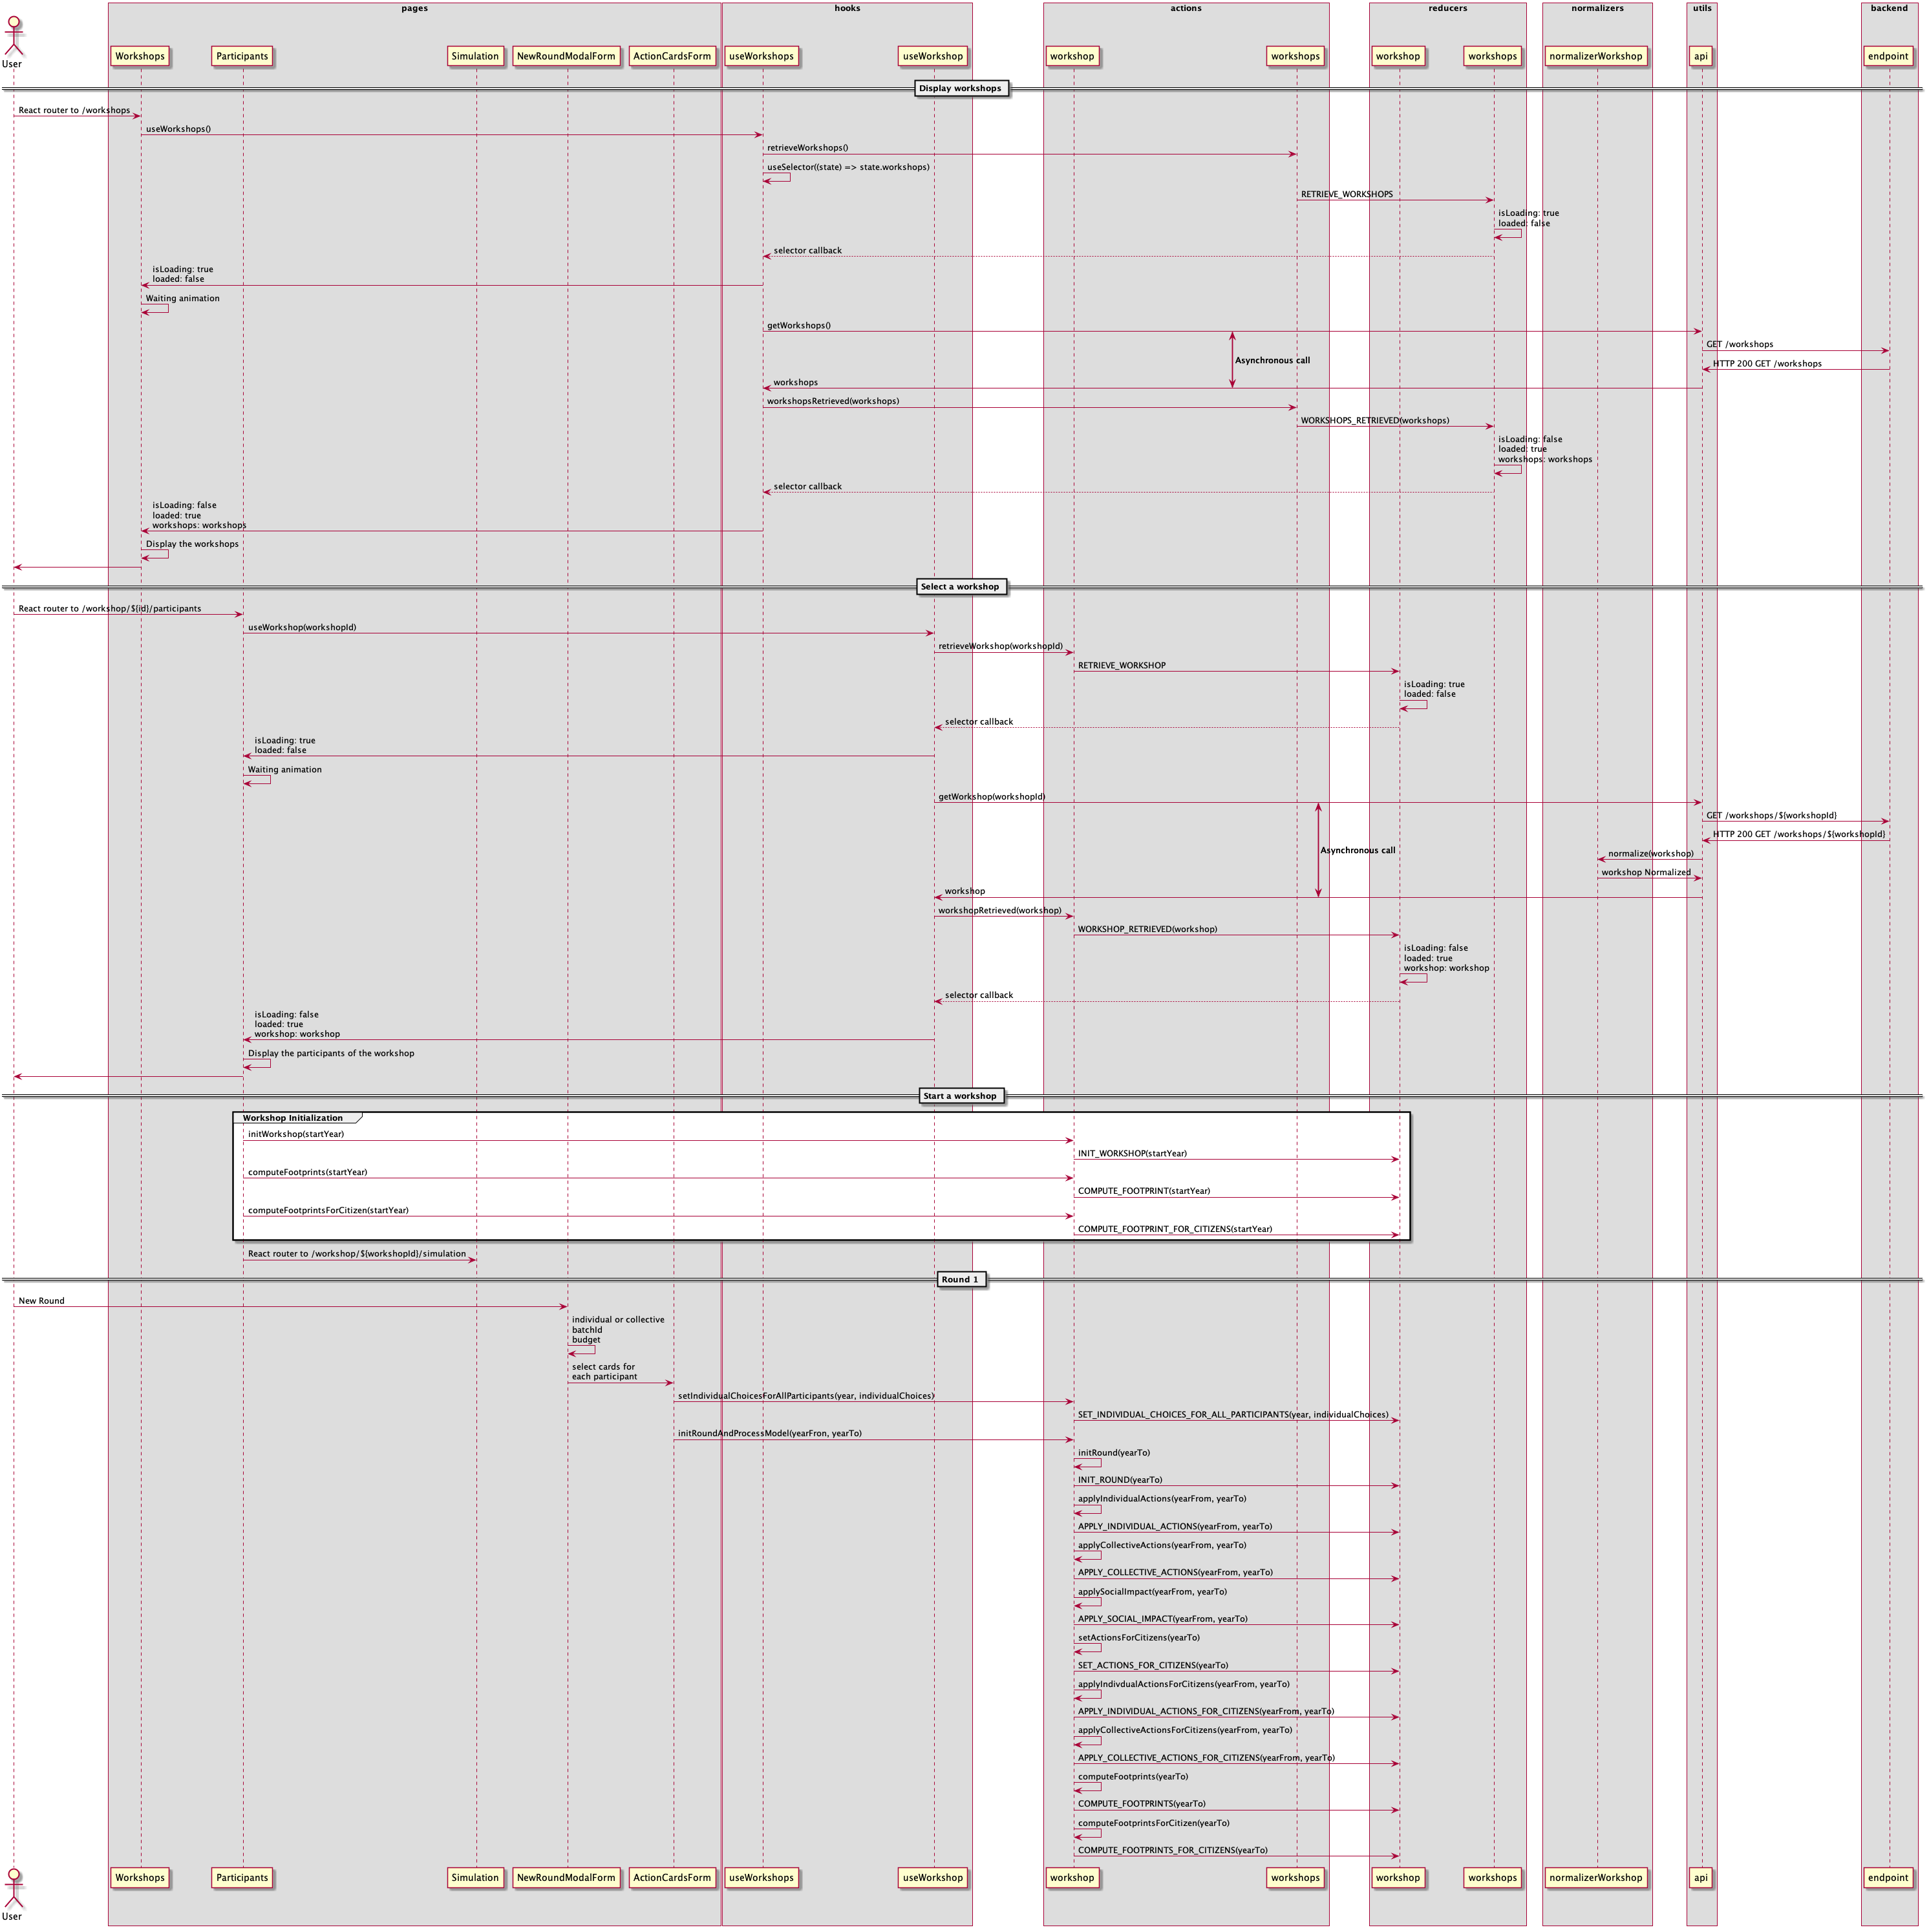 pages
hooks
actions
reducers
normalizers
utils
backend
User
Workshops
Participants
Simulation
NewRoundModalForm
ActionCardsForm
useWorkshops
useWorkshop
workshop
workshops
workshop
workshops
normalizerWorkshop
api
endpoint
Display workshops
React router to /workshops
useWorkshops()
retrieveWorkshops()
useSelector((state) => state.workshops)
RETRIEVE_WORKSHOPS
isLoading: true
loaded: false
selector callback
isLoading: true
loaded: false
Waiting animation
getWorkshops()
GET /workshops
Asynchronous call
HTTP 200 GET /workshops
workshops
workshopsRetrieved(workshops)
WORKSHOPS_RETRIEVED(workshops)
isLoading: false
loaded: true
workshops: workshops
selector callback
isLoading: false
loaded: true
workshops: workshops
Display the workshops
Select a workshop
React router to /workshop/${id}/participants
useWorkshop(workshopId)
retrieveWorkshop(workshopId)
RETRIEVE_WORKSHOP
isLoading: true
loaded: false
selector callback
isLoading: true
loaded: false
Waiting animation
getWorkshop(workshopId)
GET /workshops/${workshopId}
HTTP 200 GET /workshops/${workshopId}
Asynchronous call
normalize(workshop)
workshop Normalized
workshop
workshopRetrieved(workshop)
WORKSHOP_RETRIEVED(workshop)
isLoading: false
loaded: true
workshop: workshop
selector callback
isLoading: false
loaded: true
workshop: workshop
Display the participants of the workshop
Start a workshop
Workshop Initialization
initWorkshop(startYear)
INIT_WORKSHOP(startYear)
computeFootprints(startYear)
COMPUTE_FOOTPRINT(startYear)
computeFootprintsForCitizen(startYear)
COMPUTE_FOOTPRINT_FOR_CITIZENS(startYear)
React router to /workshop/${workshopId}/simulation
Round 1
New Round
individual or collective
batchId
budget
select cards for
each participant
setIndividualChoicesForAllParticipants(year, individualChoices)
SET_INDIVIDUAL_CHOICES_FOR_ALL_PARTICIPANTS(year, individualChoices)
initRoundAndProcessModel(yearFron, yearTo)
initRound(yearTo)
INIT_ROUND(yearTo)
applyIndividualActions(yearFrom, yearTo)
APPLY_INDIVIDUAL_ACTIONS(yearFrom, yearTo)
applyCollectiveActions(yearFrom, yearTo)
APPLY_COLLECTIVE_ACTIONS(yearFrom, yearTo)
applySocialImpact(yearFrom, yearTo)
APPLY_SOCIAL_IMPACT(yearFrom, yearTo)
setActionsForCitizens(yearTo)
SET_ACTIONS_FOR_CITIZENS(yearTo)
applyIndivdualActionsForCitizens(yearFrom, yearTo)
APPLY_INDIVIDUAL_ACTIONS_FOR_CITIZENS(yearFrom, yearTo)
applyCollectiveActionsForCitizens(yearFrom, yearTo)
APPLY_COLLECTIVE_ACTIONS_FOR_CITIZENS(yearFrom, yearTo)
computeFootprints(yearTo)
COMPUTE_FOOTPRINTS(yearTo)
computeFootprintsForCitizen(yearTo)
COMPUTE_FOOTPRINTS_FOR_CITIZENS(yearTo)
User
Workshops
Participants
Simulation
NewRoundModalForm
ActionCardsForm
useWorkshops
useWorkshop
workshop
workshops
workshop
workshops
normalizerWorkshop
api
endpoint